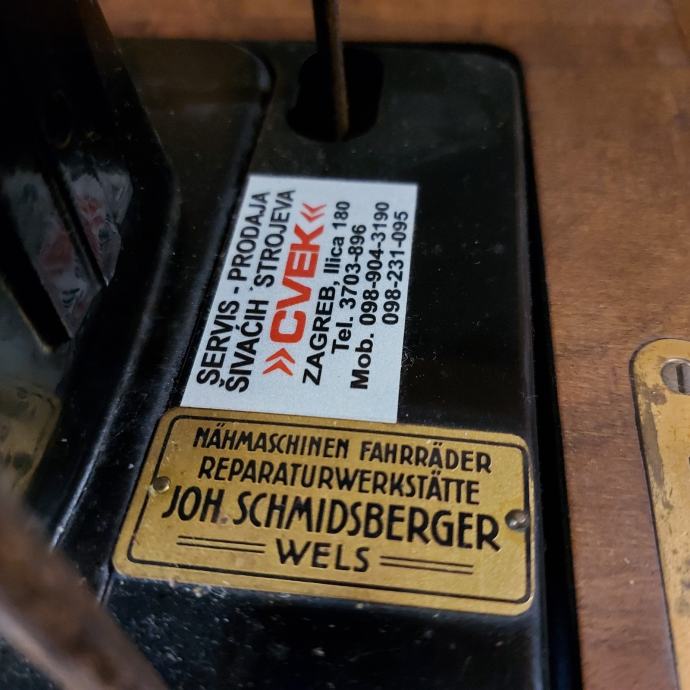 SERVIS - PRODAJA
ŠIVAĆIH STROJEVA
»CVEK«
ZAGREB, Ilica 180
Tel. 3703-896
Mob. 098-904-3190
098-231-095
NÄHMASCHINEN FAHRRÄDER
REPARATURWERKSTÄTTE
JOH. SCHMIDSBERGER
WELS